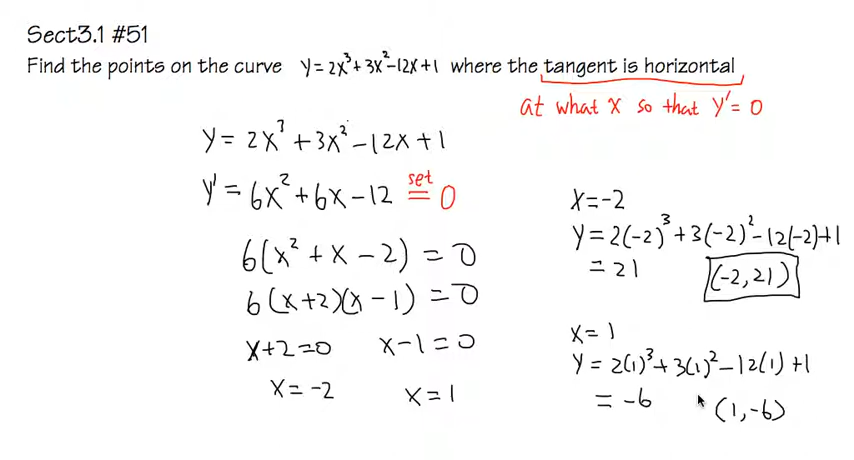 Sect3.1 #51
Find the points on the curve y=2x³+3x²-12x+1 where the tangent is horizontal
at what x so that y'=0
y=2x³+3x²-12x+1
y'=6x²+6x-12 set = 0
6(x²+x-2)=0
6(x+2)(x-1)=0
x+2=0 x-1=0
x=-2 x=1
x=-2
y=2(-2)³+3(-2)²-12(-2)+1
=21 (-2,21)
x=1
y=2(1)³+3(1)²-12(1)+1
=-6 (1,-6)